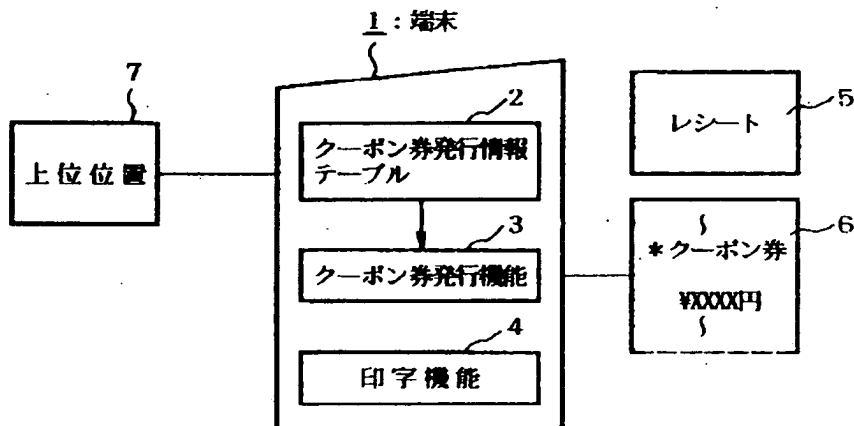 1:端末
7
上位位置
2
クーポン券発行情報
テーブル
3
クーポン券発行機能
4
印字機能
レシート
5
6
*クーポン券
¥XXXX円